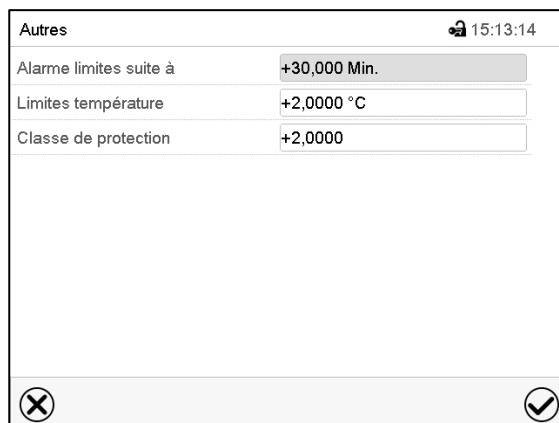 Autres 15:13:14
Alarme limites suite à +30,000 Min.
Limites température +2,0000 °C
Classe de protection +2,0000